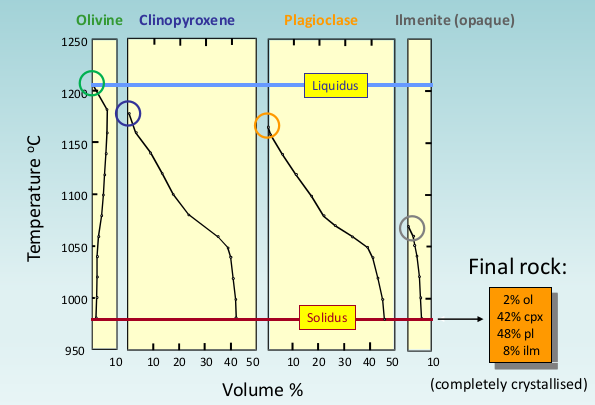 Olivine Clinopyroxene Plagioclase Ilmenite (opaque)
1250
1200
1150
1100
1050
1000
950
Temperature ºC
Liquidus
Solidus
10 10 20 30 40 50 10 20 30 40 50 10
Volume %
Final rock:
2% ol
42% cpx
48% pl
8% ilm
(completely crystallised)